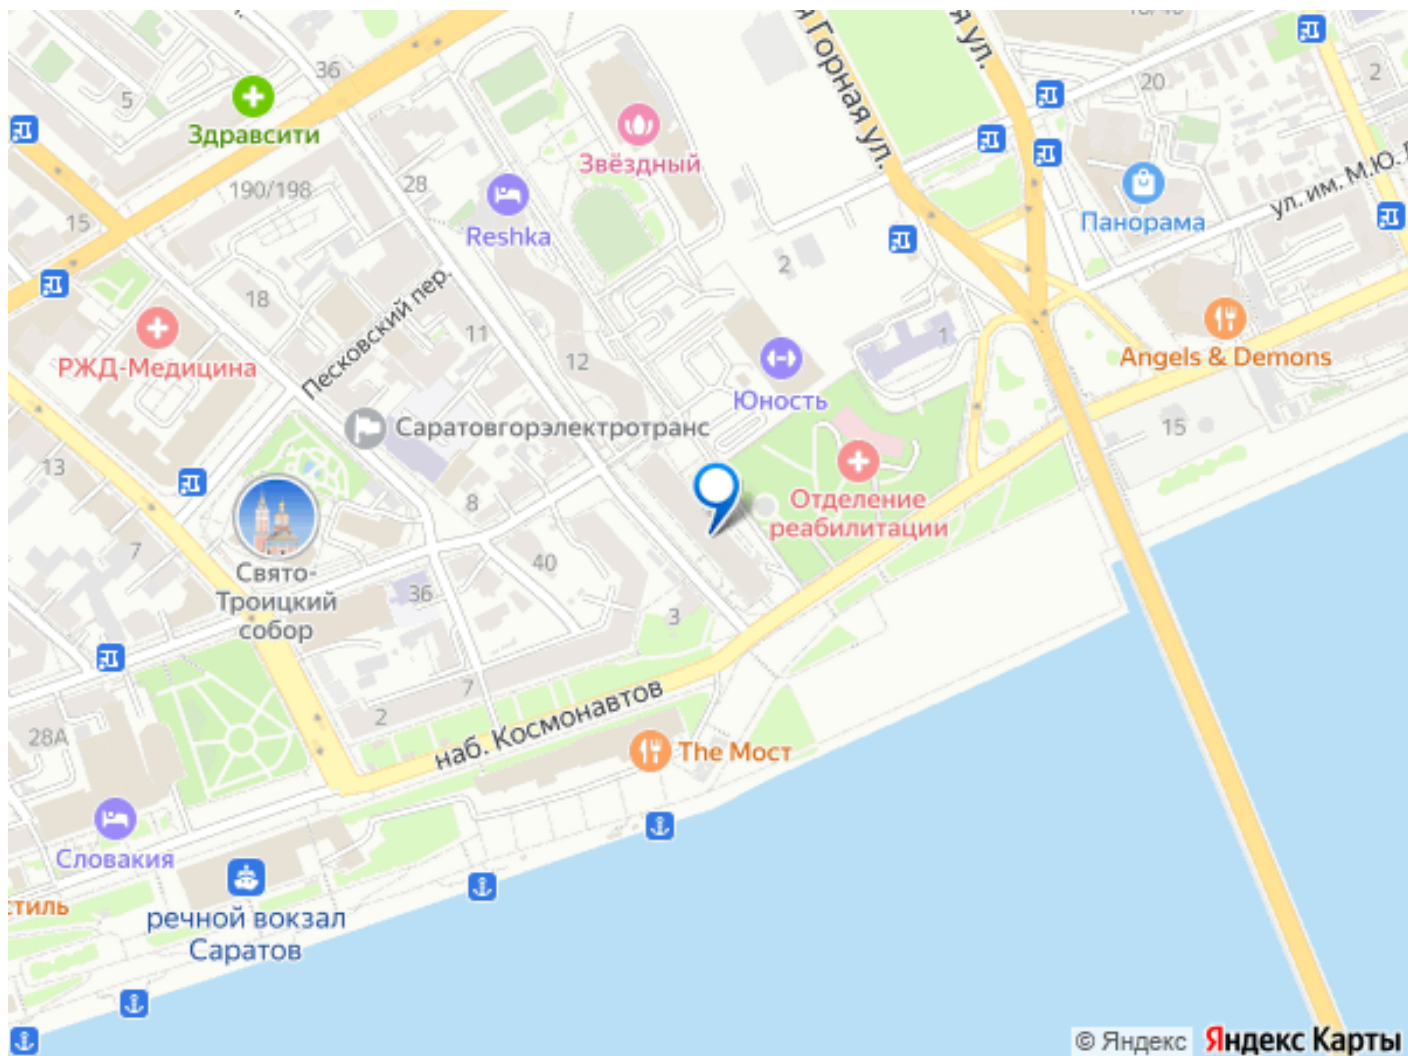 36
5
Здравсити
190/198
15
28
Звёздный
Reshka
я Горная ул.
я ул.
20
2
Панорама
ул. им. М.Ю. Л
2
18
Песковский пер.
РЖД-Медицина
11
12
1
Юность
Angels & Demons
15
Саратовгорэлектротранс
13
8
Отделение
реабилитации
7
Свято-
Троицкий
собор
40
36
3
7
2
28А
наб. Космонавтов
The Мост
Словакия
стиль
речной вокзал
Саратов
© Яндекс Яндекс Карты